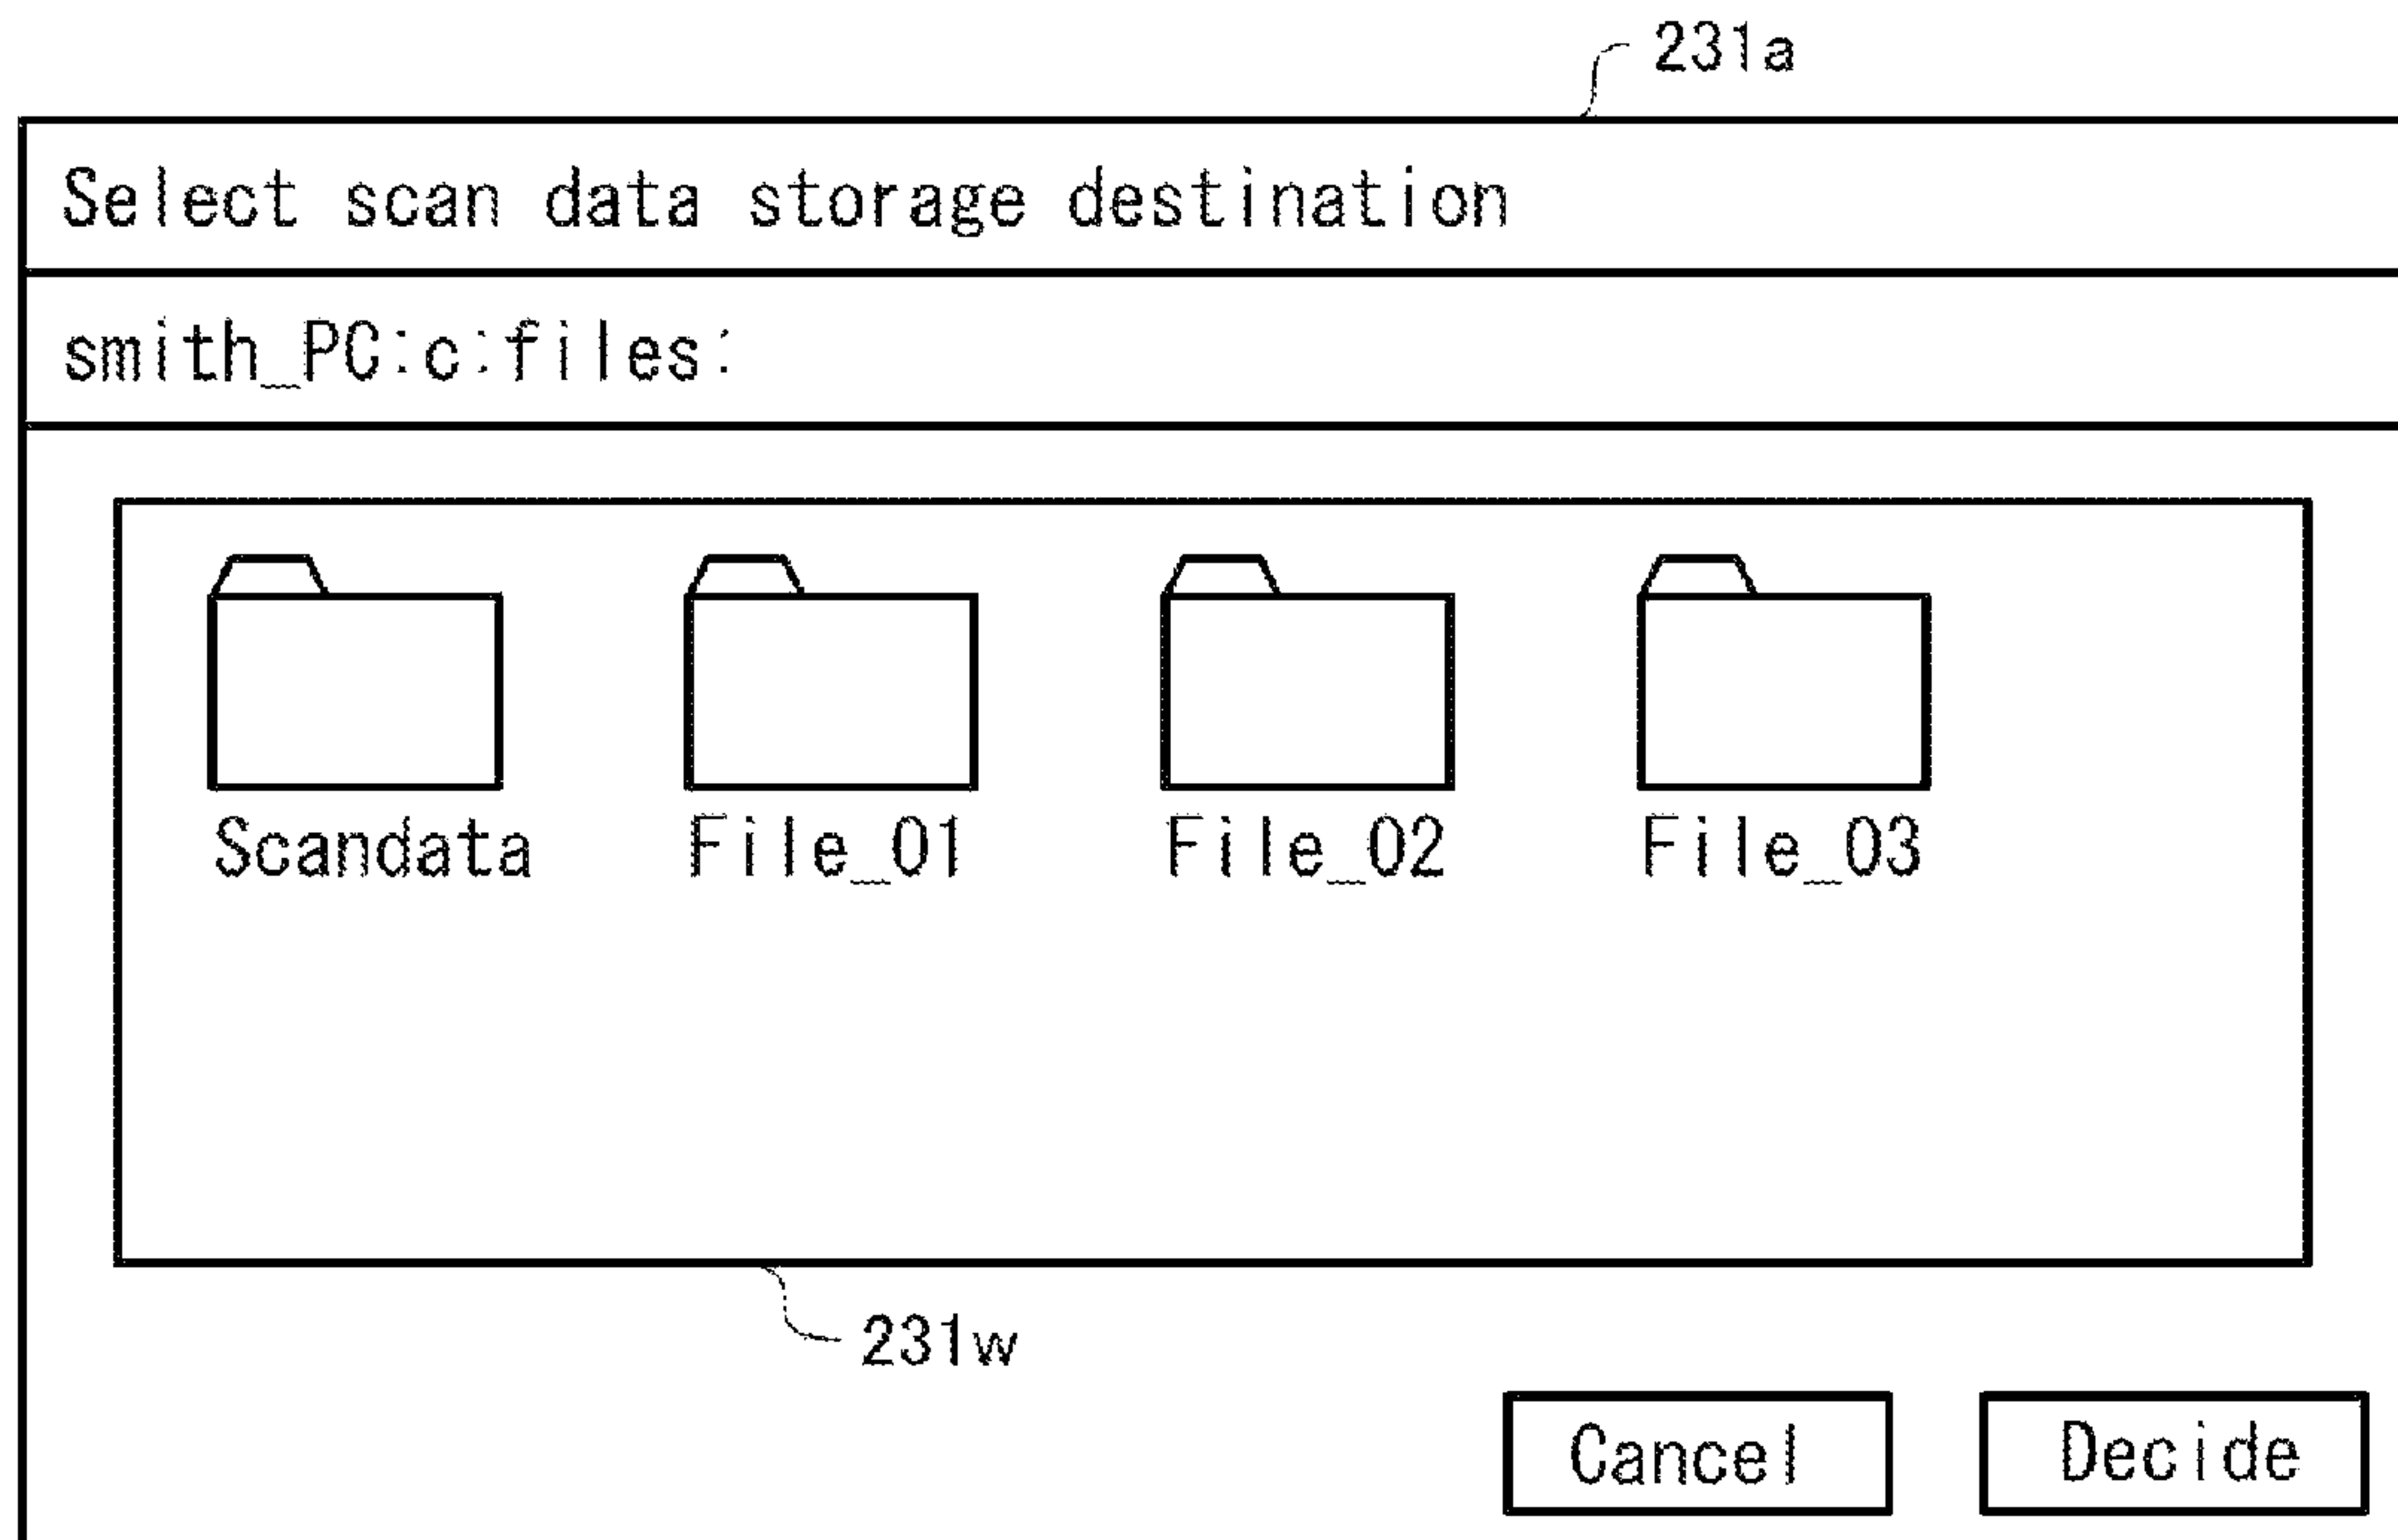 231a
Select scan data storage destination
smith_PC:c:files:
Scandata File_01 File_02 File_03
231w
Cancel Decide